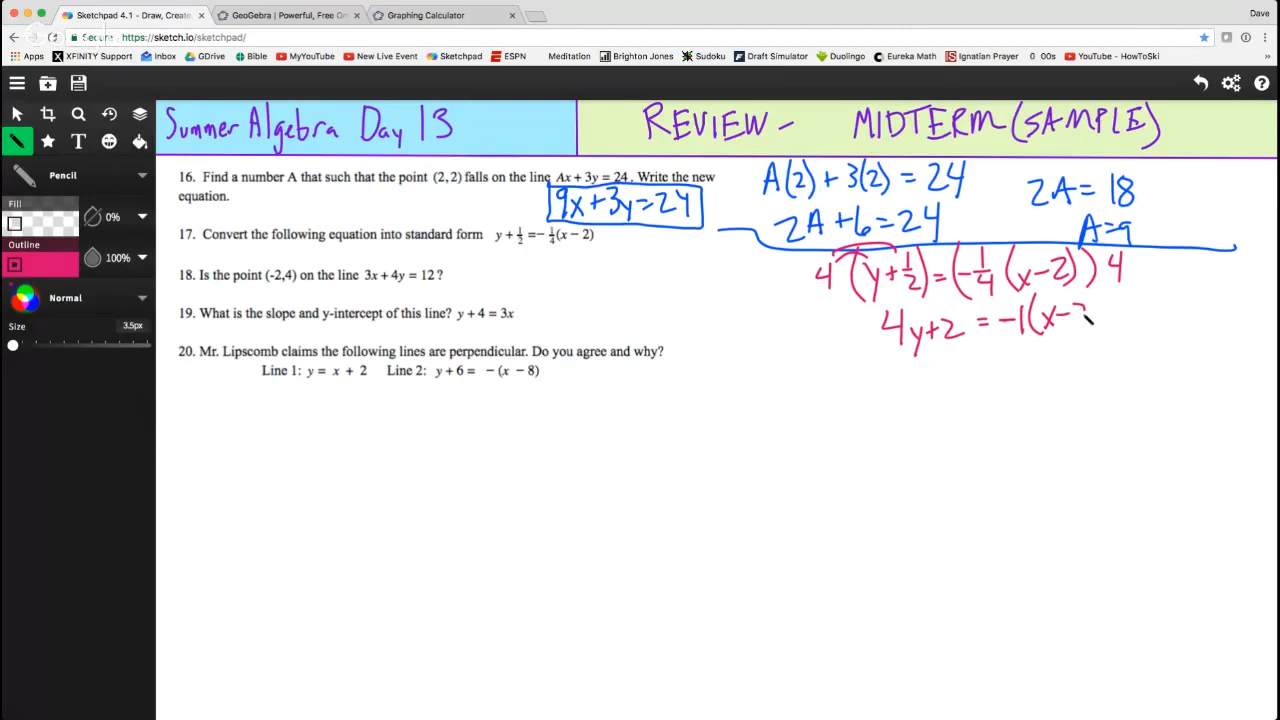 Sketchpad 4.1 - Draw, Create,
GeoGebra | Powerful, Free On
Graphing Calculator
Dave
Secure https://sketch.io/sketchpad/
Apps XFINITY Support Inbox GDrive Bible MyYouTube New Live Event Sketchpad ESPN Meditation Brighton Jones Sudoku Draft Simulator Duolingo Eureka Math Ignatian Prayer 0 00s YouTube - HowToSki »
Summer Algebra Day 13
REVIEW - MIDTERM (SAMPLE)
Pencil
Fill
0%
Outline
100%
Normal
Size
3.5px
16. Find a number A that such that the point (2, 2) falls on the line Ax + 3y = 24. Write the new
equation.
9x+3y=24
17. Convert the following equation into standard form y + 1/2 = - 1/4(x - 2)
18. Is the point (-2,4) on the line 3x + 4y = 12?
19. What is the slope and y-intercept of this line? y + 4 = 3x
20. Mr. Lipscomb claims the following lines are perpendicular. Do you agree and why?
Line 1: y = x + 2 Line 2: y + 6 = - (x - 8)
A(2) + 3(2) = 24
2A + 6 = 24
2A = 18
A = 9
4 (y + 1/2) = (- 1/4 (x - 2)) 4
4y + 2 = -1(x -